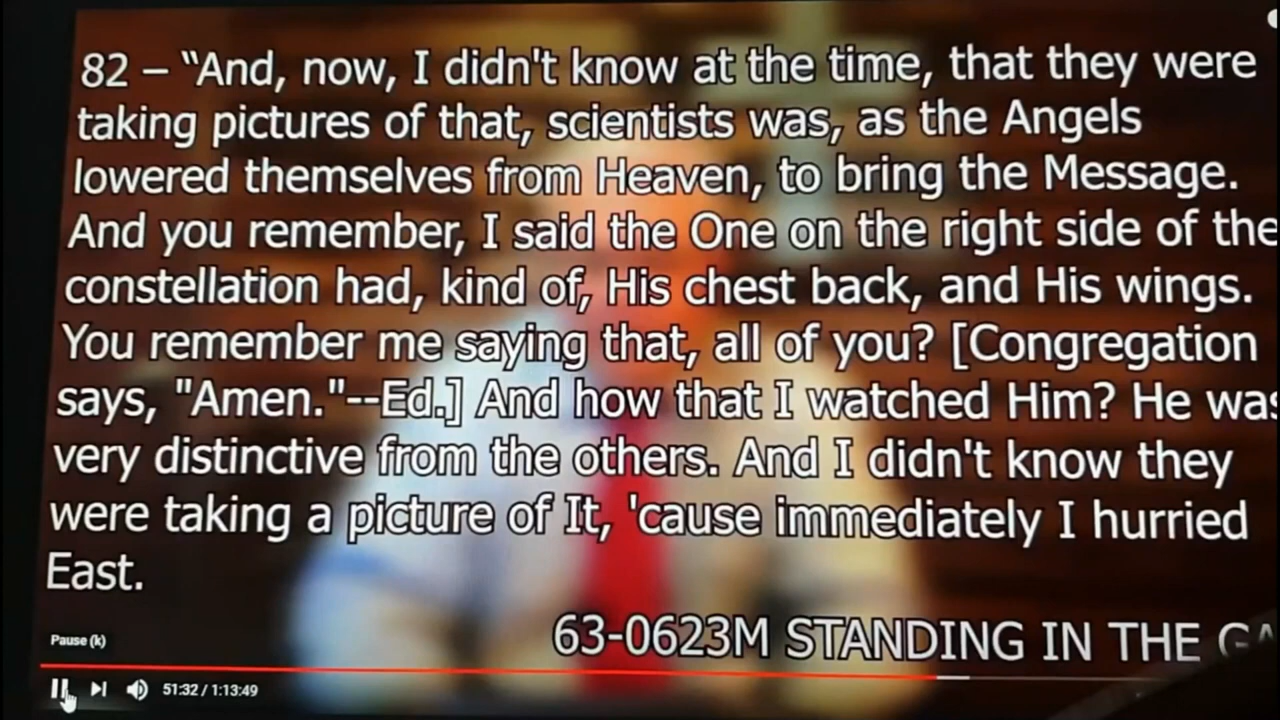 82 – “And, now, I didn't know at the time, that they were
taking pictures of that, scientists was, as the Angels
lowered themselves from Heaven, to bring the Message.
And you remember, I said the One on the right side of the
constellation had, kind of, His chest back, and His wings.
You remember me saying that, all of you? [Congregation
says, "Amen."--Ed.] And how that I watched Him? He was
very distinctive from the others. And I didn't know they
were taking a picture of It, 'cause immediately I hurried
East.
63-0623M STANDING IN THE GA
Pause (k)
51:32 / 1:13:49